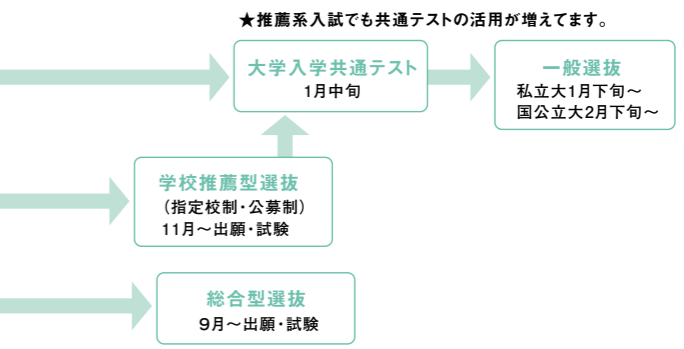 ★推薦系入試でも共通テストの活用が増えてます。
大学入学共通テスト
1月中旬
一般選抜
私立大1月下旬～
国公立大2月下旬～
学校推薦型選抜
（指定校制・公募制）
11月～出願・試験
総合型選抜
9月～出願・試験